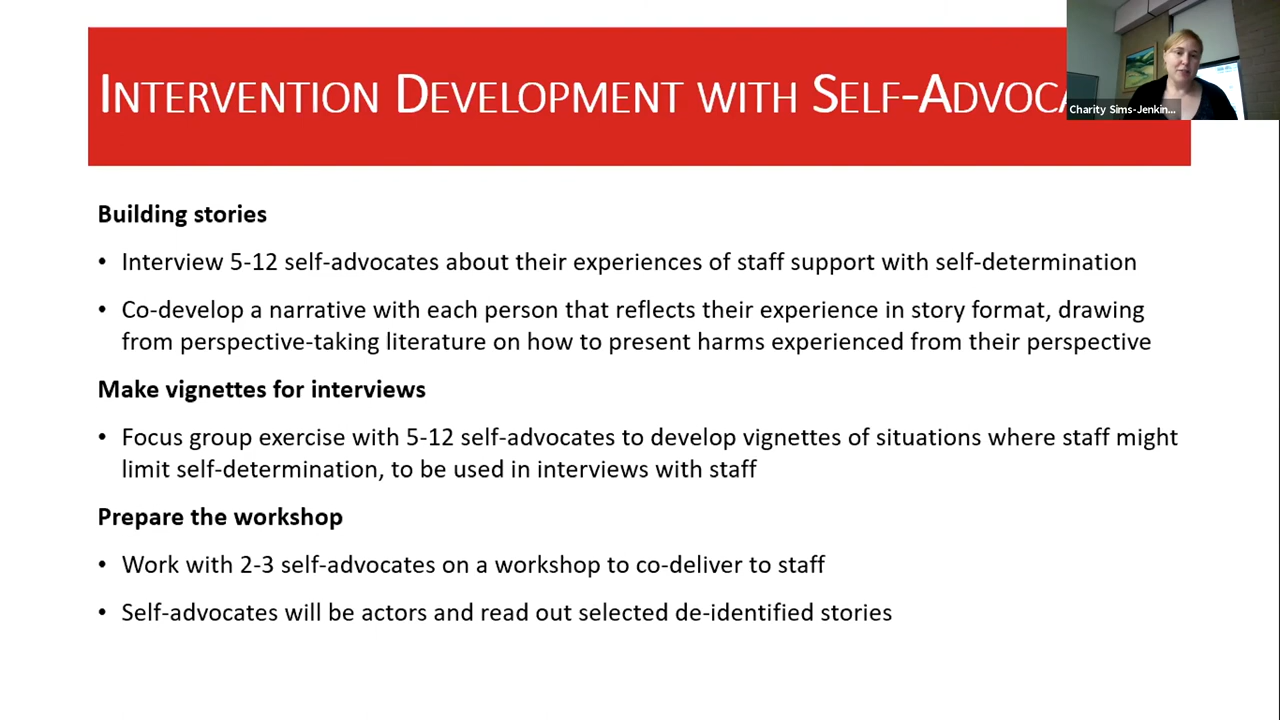 INTERVENTION DEVELOPMENT WITH SELF-ADVOCA
Charity Sims-Jenkin...
Building stories
• Interview 5-12 self-advocates about their experiences of staff support with self-determination
• Co-develop a narrative with each person that reflects their experience in story format, drawing
from perspective-taking literature on how to present harms experienced from their perspective
Make vignettes for interviews
• Focus group exercise with 5-12 self-advocates to develop vignettes of situations where staff might
limit self-determination, to be used in interviews with staff
Prepare the workshop
• Work with 2-3 self-advocates on a workshop to co-deliver to staff
• Self-advocates will be actors and read out selected de-identified stories